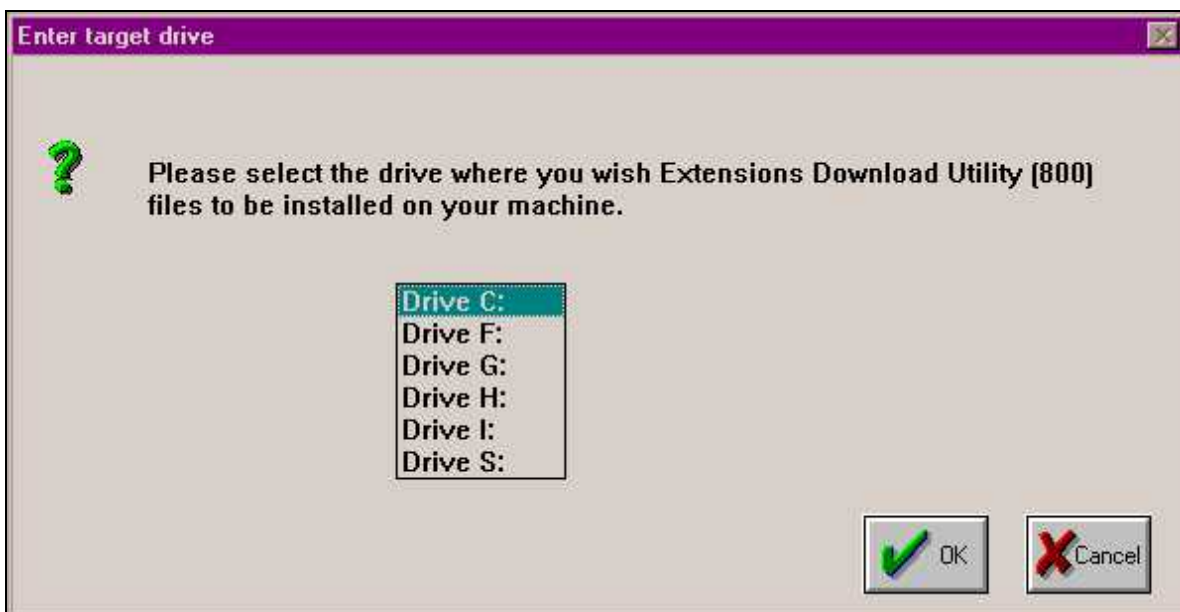 Enter target drive
Please select the drive where you wish Extensions Download Utility (800)
files to be installed on your machine.
Drive C:
Drive F:
Drive G:
Drive H:
Drive I:
Drive S:
OK
Cancel